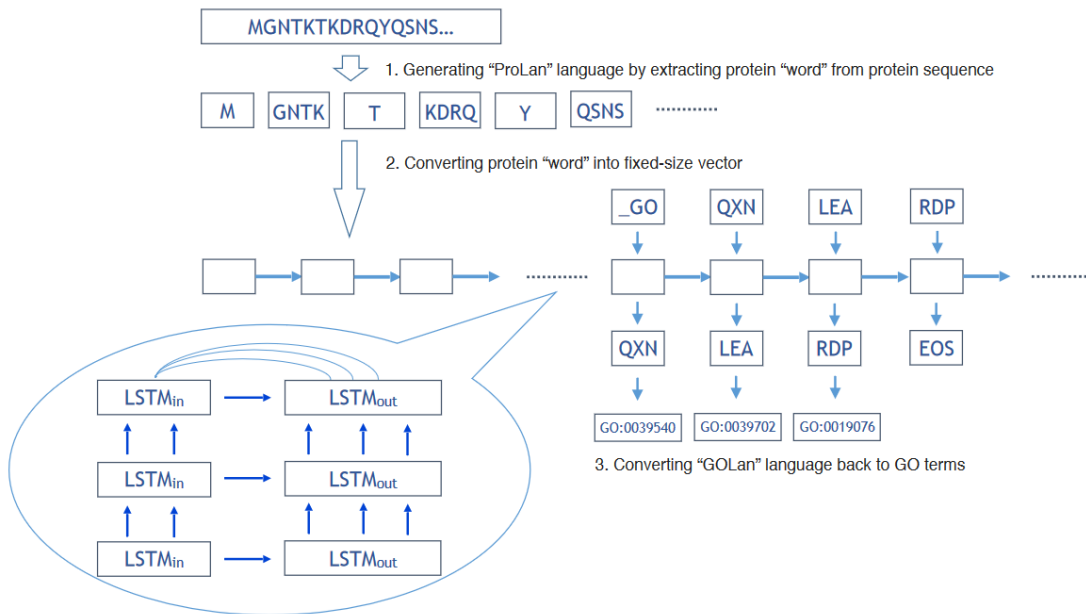 MGNTKTKDRQYQSNS...
1. Generating “ProLan” language by extracting protein “word” from protein sequence
M GNTK T KDRQ Y QSNS
2. Converting protein “word” into fixed-size vector
_GO QXN LEA RDP
QXN LEA RDP EOS
GO:0039540 GO:0039702 GO:0019076
3. Converting “GOLan” language back to GO terms
LSTMin LSTMout
LSTMin LSTMout
LSTMin LSTMout